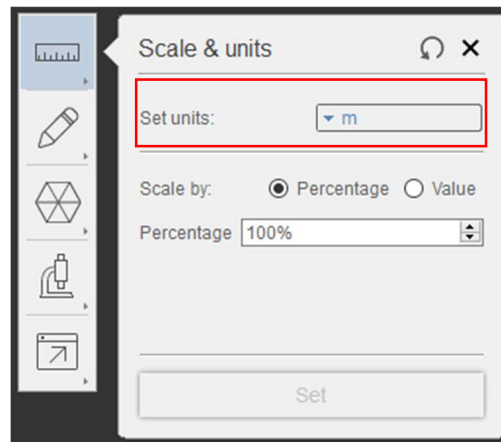 Scale & units
Set units: m
Scale by: Percentage Value
Percentage 100%
Set